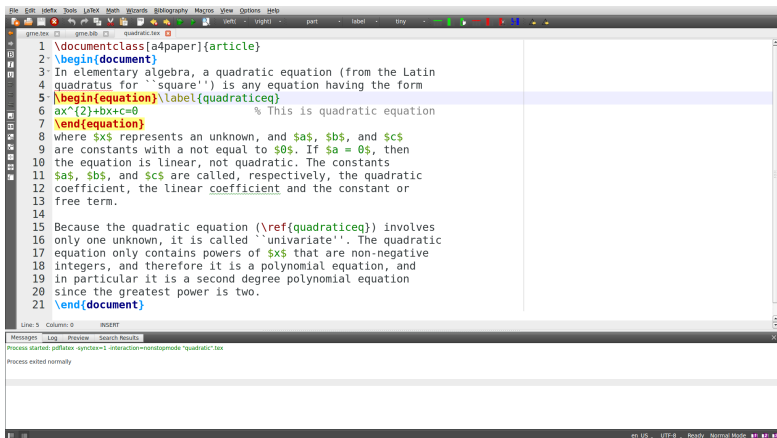 File Edit Idefix Tools LaTeX Math Wizards Bibliography Macros View Options Help
\left( \right) part label tiny
grne.tex grne.bib quadratic.tex
1 \documentclass[a4paper]{article}
2 \begin{document}
3 In elementary algebra, a quadratic equation (from the Latin
4 quadratus for ``square'') is any equation having the form
5 \begin{equation}\label{quadraticeq}
6 ax^{2}+bx+c=0 % This is quadratic equation
7 \end{equation}
8 where $x$ represents an unknown, and $a$, $b$, and $c$
9 are constants with a not equal to $0$. If $a = 0$, then
10 the equation is linear, not quadratic. The constants
11 $a$, $b$, and $c$ are called, respectively, the quadratic
12 coefficient, the linear coefficient and the constant or
13 free term.
14
15 Because the quadratic equation (\ref{quadraticeq}) involves
16 only one unknown, it is called ``univariate''. The quadratic
17 equation only contains powers of $x$ that are non-negative
18 integers, and therefore it is a polynomial equation, and
19 in particular it is a second degree polynomial equation
20 since the greatest power is two.
21 \end{document}
Line: 5 Column: 0 INSERT
Messages Log Preview Search Results
Process started: pdflatex -synctex=1 -interaction=nonstopmode "quadratic".tex
Process exited normally
en_US UTF-8 Ready Normal Mode